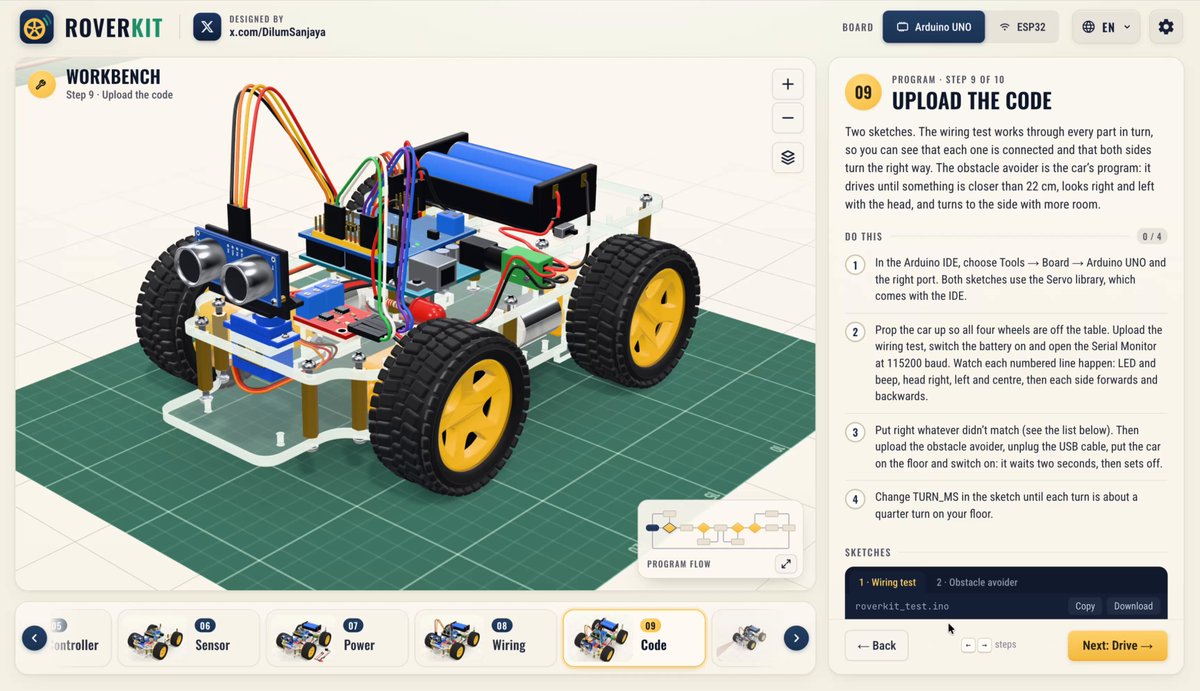 ROVERKIT
DESIGNED BY
x.com/DilumSanjaya
BOARD
Arduino UNO
ESP32
EN
WORKBENCH
Step 9 · Upload the code
PROGRAM FLOW
09
PROGRAM · STEP 9 OF 10
UPLOAD THE CODE
Two sketches. The wiring test works through every part in turn,
so you can see that each one is connected and that both sides
turn the right way. The obstacle avoider is the car's program: it
drives until something is closer than 22 cm, looks right and left
with the head, and turns to the side with more room.
DO THIS
0 / 4
1 In the Arduino IDE, choose Tools → Board → Arduino UNO and
the right port. Both sketches use the Servo library, which
comes with the IDE.
2 Prop the car up so all four wheels are off the table. Upload the
wiring test, switch the battery on and open the Serial Monitor
at 115200 baud. Watch each numbered line happen: LED and
beep, head right, left and centre, then each side forwards and
backwards.
3 Put right whatever didn't match (see the list below). Then
upload the obstacle avoider, unplug the USB cable, put the car
on the floor and switch on: it waits two seconds, then sets off.
4 Change TURN_MS in the sketch until each turn is about a
quarter turn on your floor.
SKETCHES
1 · Wiring test
2 · Obstacle avoider
roverkit_test.ino
Copy
Download
← Back
← → steps
Next: Drive →
05
ontroller
06
Sensor
07
Power
08
Wiring
09
Code